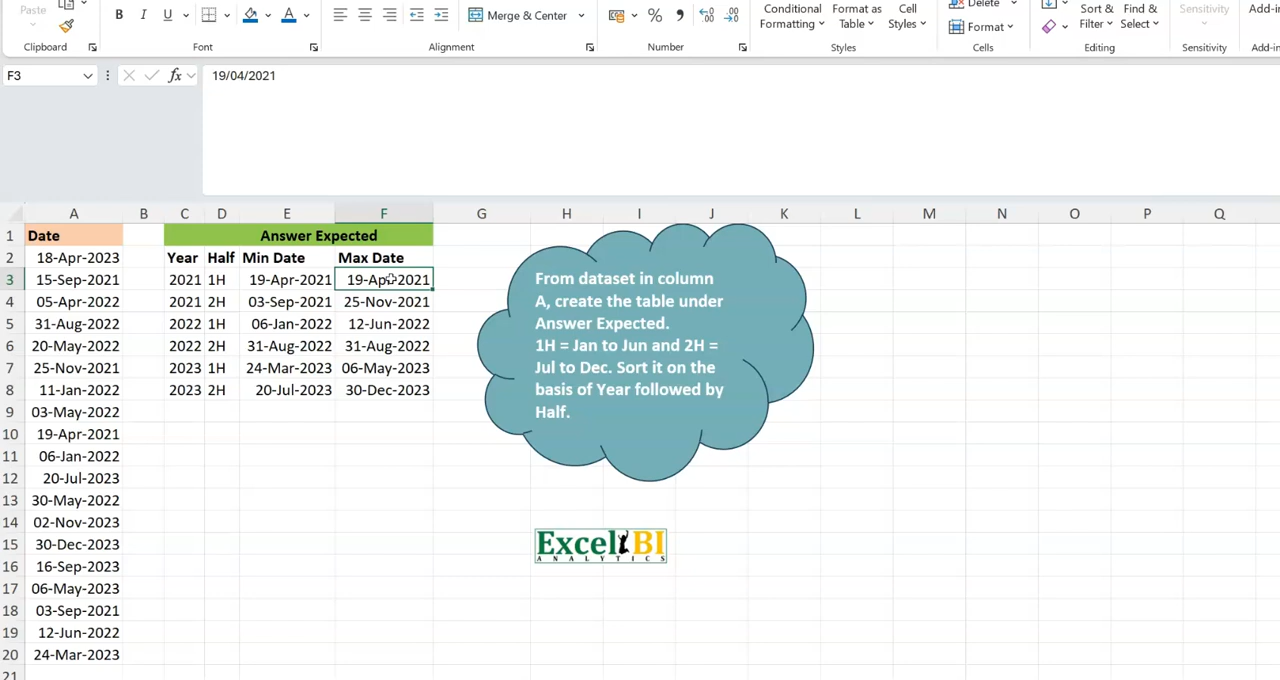 Paste
B I U
Merge & Center
%
Conditional Formatting
Format as Table
Cell Styles
Delete
Format
Sort & Filter
Find & Select
Sensitivity
Add-in
Clipboard
Font
Alignment
Number
Styles
Cells
Editing
Sensitivity
Add-in
F3
fx
19/04/2021
A B C D E F G H I J K L M N O P Q
1 Date Answer Expected
2 18-Apr-2023 Year Half Min Date Max Date
3 15-Sep-2021 2021 1H 19-Apr-2021 19-Apr-2021
4 05-Apr-2022 2021 2H 03-Sep-2021 25-Nov-2021
5 31-Aug-2022 2022 1H 06-Jan-2022 12-Jun-2022
6 20-May-2022 2022 2H 31-Aug-2022 31-Aug-2022
7 25-Nov-2021 2023 1H 24-Mar-2023 06-May-2023
8 11-Jan-2022 2023 2H 20-Jul-2023 30-Dec-2023
9 03-May-2022
10 19-Apr-2021
11 06-Jan-2022
12 20-Jul-2023
13 30-May-2022
14 02-Nov-2023
15 30-Dec-2023
16 16-Sep-2023
17 06-May-2023
18 03-Sep-2021
19 12-Jun-2022
20 24-Mar-2023
21
From dataset in column
A, create the table under
Answer Expected.
1H = Jan to Jun and 2H =
Jul to Dec. Sort it on the
basis of Year followed by
Half.
Excel BI
ANALYTICS